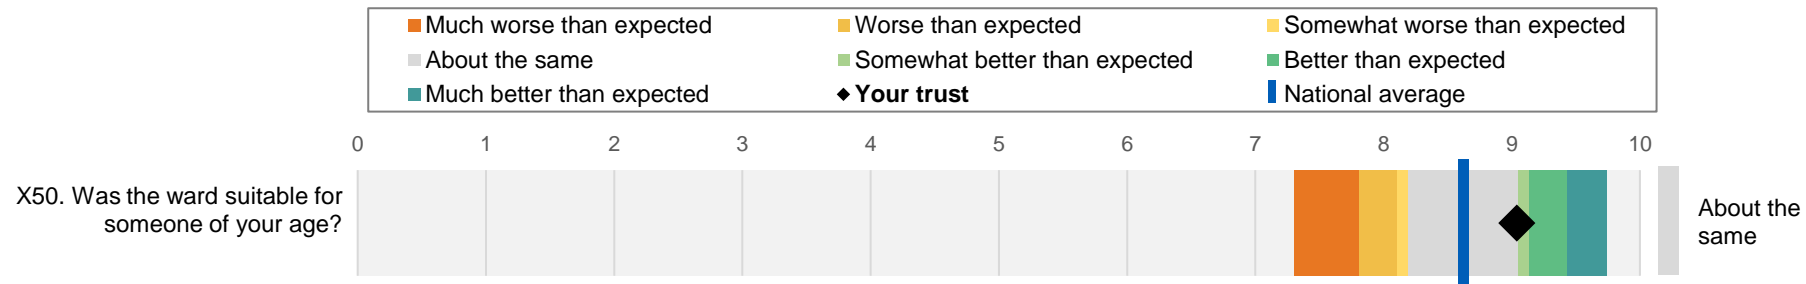 Much worse than expected Worse than expected Somewhat worse than expected
About the same Somewhat better than expected Better than expected
Much better than expected Your trust National average
0 1 2 3 4 5 6 7 8 9 10
X50. Was the ward suitable for
someone of your age?
About the
same